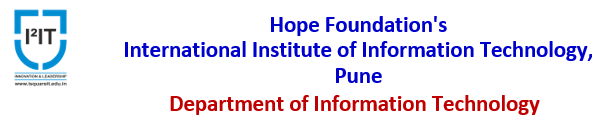 I²IT
INNOVATION & LEADERSHIP
www.isquareit.edu.in
Hope Foundation's
International Institute of Information Technology,
Pune
Department of Information Technology